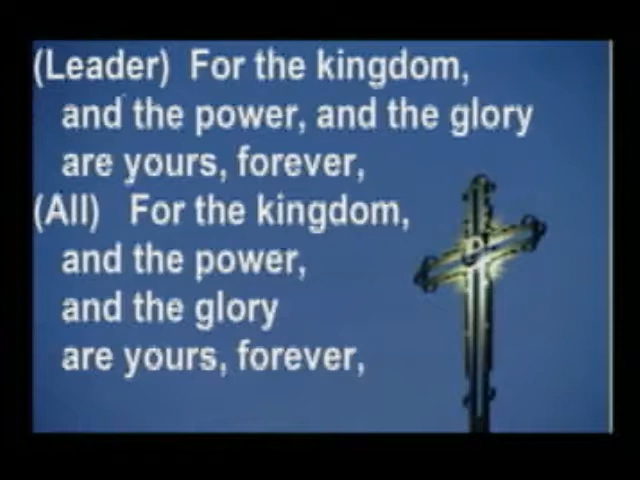 (Leader) For the kingdom,
and the power, and the glory
are yours, forever,
(All) For the kingdom,
and the power,
and the glory
are yours, forever,